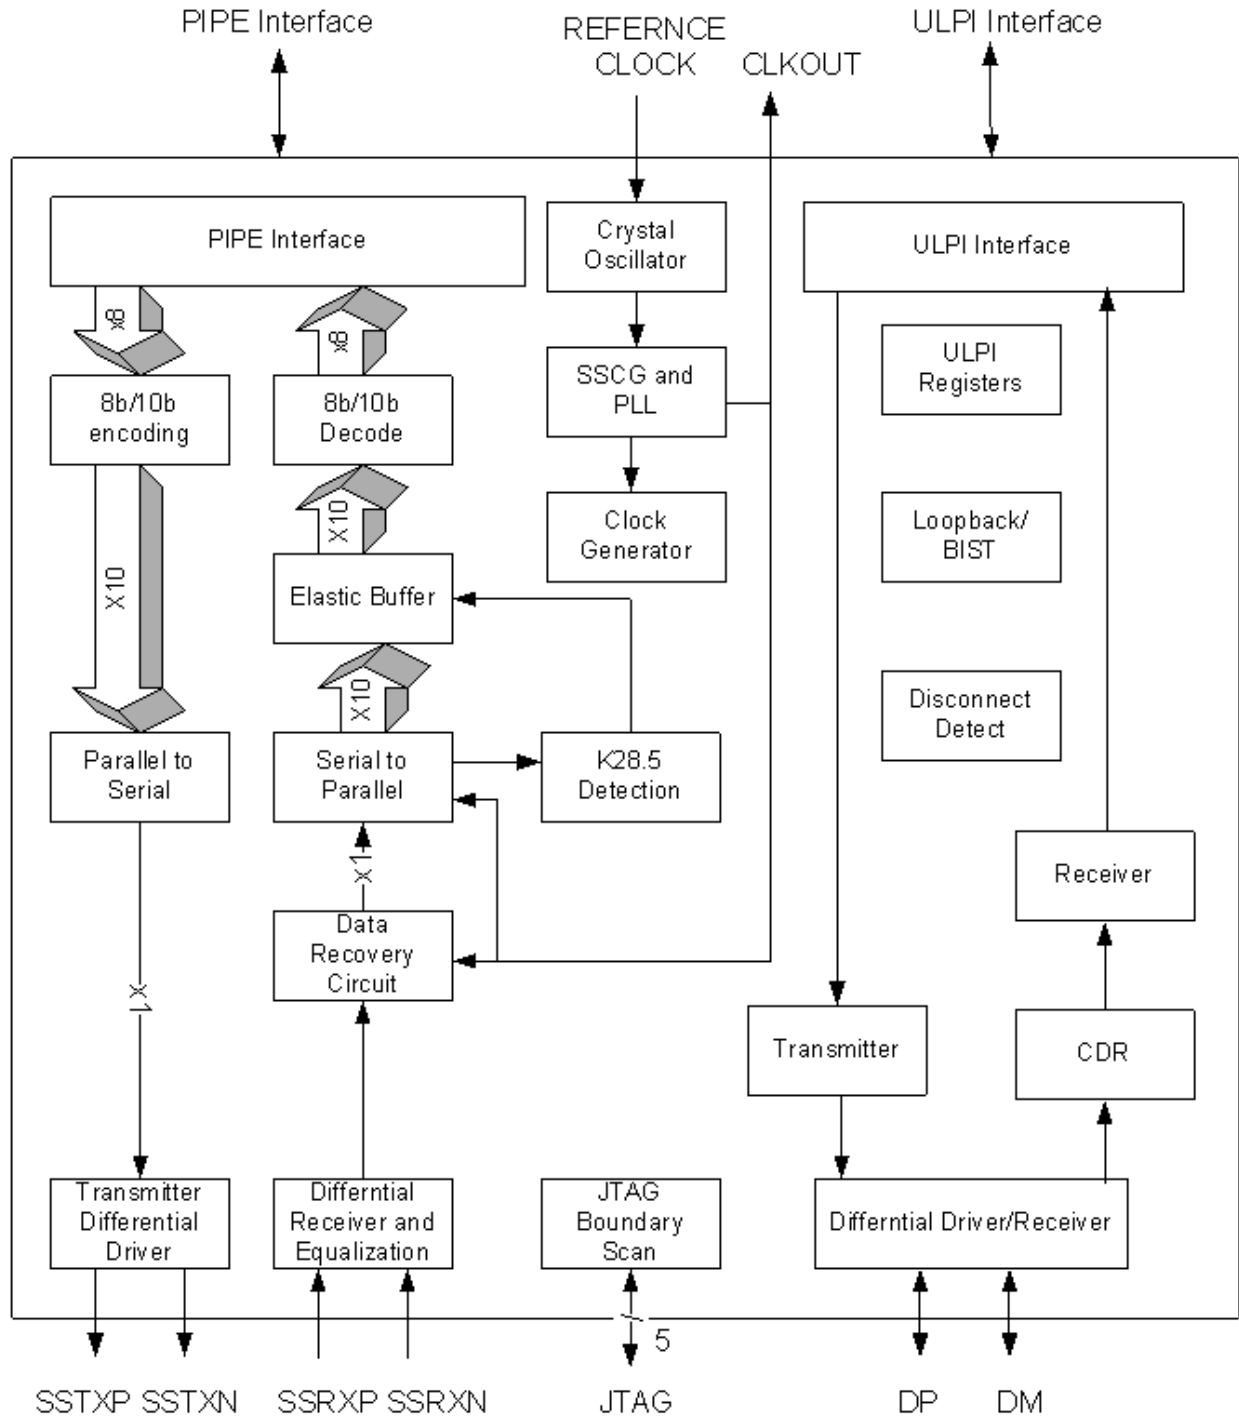 PIPE Interface
REFERNCE
CLOCK
CLKOUT
ULPI Interface
PIPE Interface
Crystal
Oscillator
ULPI Interface
x8
x8
8b/10b
encoding
8b/10b
Decode
SSCG and
PLL
ULPI
Registers
X10
X10
Clock
Generator
Loopback/
BIST
Elastic Buffer
X10
Parallel to
Serial
Serial to
Parallel
K28.5
Detection
Disconnect
Detect
X1
Receiver
Data
Recovery
Circuit
X1
Transmitter
CDR
Transmitter
Differential
Driver
Differntial
Receiver and
Equalization
JTAG
Boundary
Scan
Differntial Driver/Receiver
5
SSTXP SSTXN
SSRXP SSRXN
JTAG
DP
DM